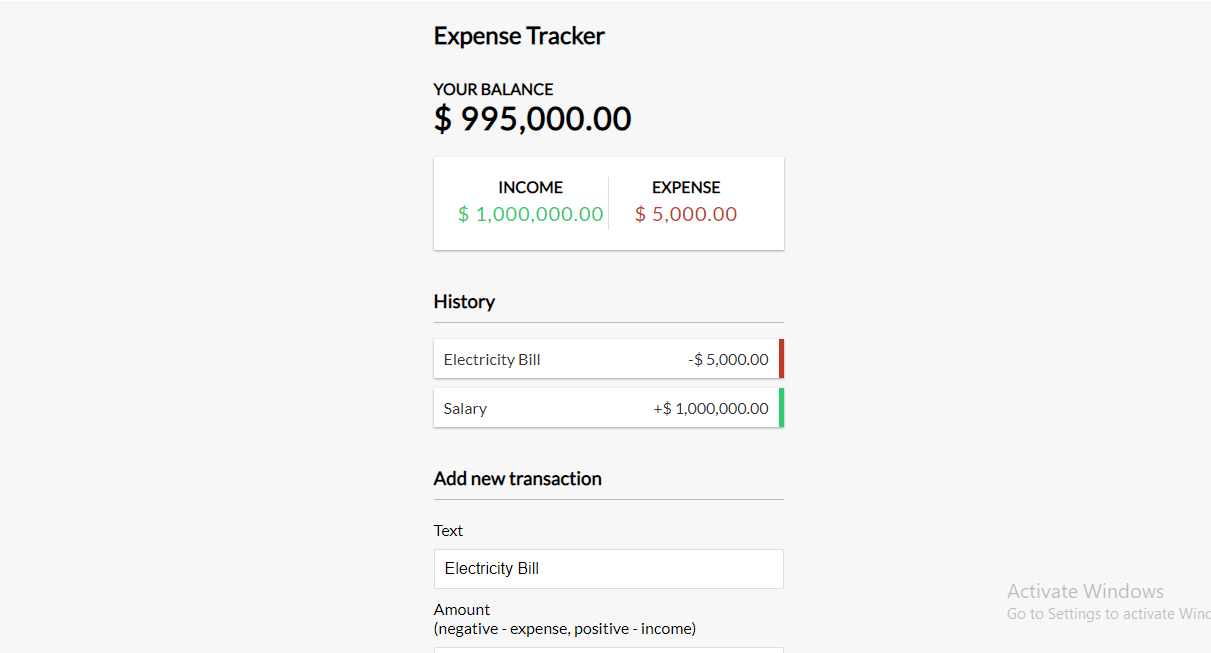 Expense Tracker
YOUR BALANCE
$ 995,000.00
INCOME EXPENSE
$ 1,000,000.00 $ 5,000.00
History
Electricity Bill -$ 5,000.00
Salary +$ 1,000,000.00
Add new transaction
Text
Electricity Bill
Amount
(negative - expense, positive - income)
Activate Windows
Go to Settings to activate Winc